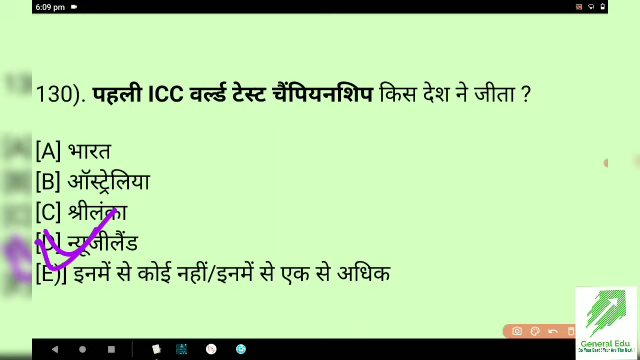 6:09 pm
130). पहली ICC वर्ल्ड टेस्ट चैंपियनशिप किस देश ने जीता ?
[A] भारत
[B] ऑस्ट्रेलिया
[C] श्रीलंका
[D] न्यूजीलैंड
[E)] इनमें से कोई नहीं/इनमें से एक से अधिक
General Edu